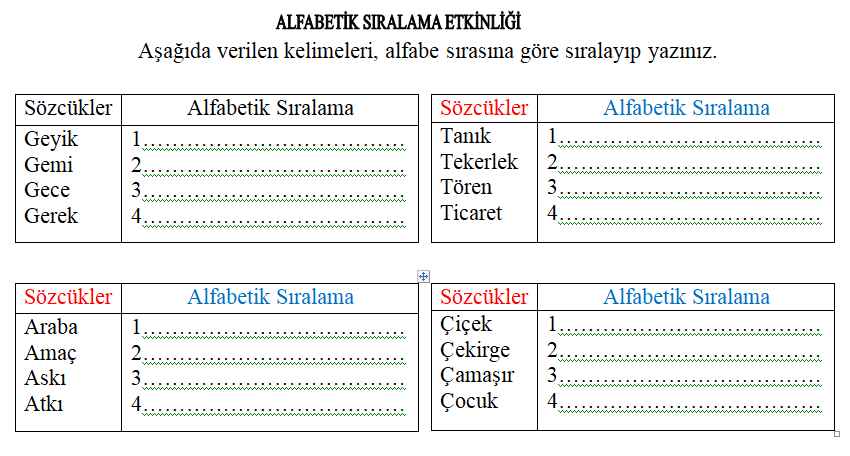 ALFABETİK SIRALAMA ETKİNLİĞİ
Aşağıda verilen kelimeleri, alfabe sırasına göre sıralayıp yazınız.
Sözcükler Alfabetik Sıralama
Geyik 1……………………………
Gemi 2……………………………
Gece 3……………………………
Gerek 4……………………………
Sözcükler Alfabetik Sıralama
Tanık 1……………………………
Tekerlek 2……………………………
Tören 3……………………………
Ticaret 4……………………………
Sözcükler Alfabetik Sıralama
Araba 1……………………………
Amaç 2……………………………
Askı 3……………………………
Atkı 4……………………………
Sözcükler Alfabetik Sıralama
Çiçek 1……………………………
Çekirge 2……………………………
Çamaşır 3……………………………
Çocuk 4……………………………